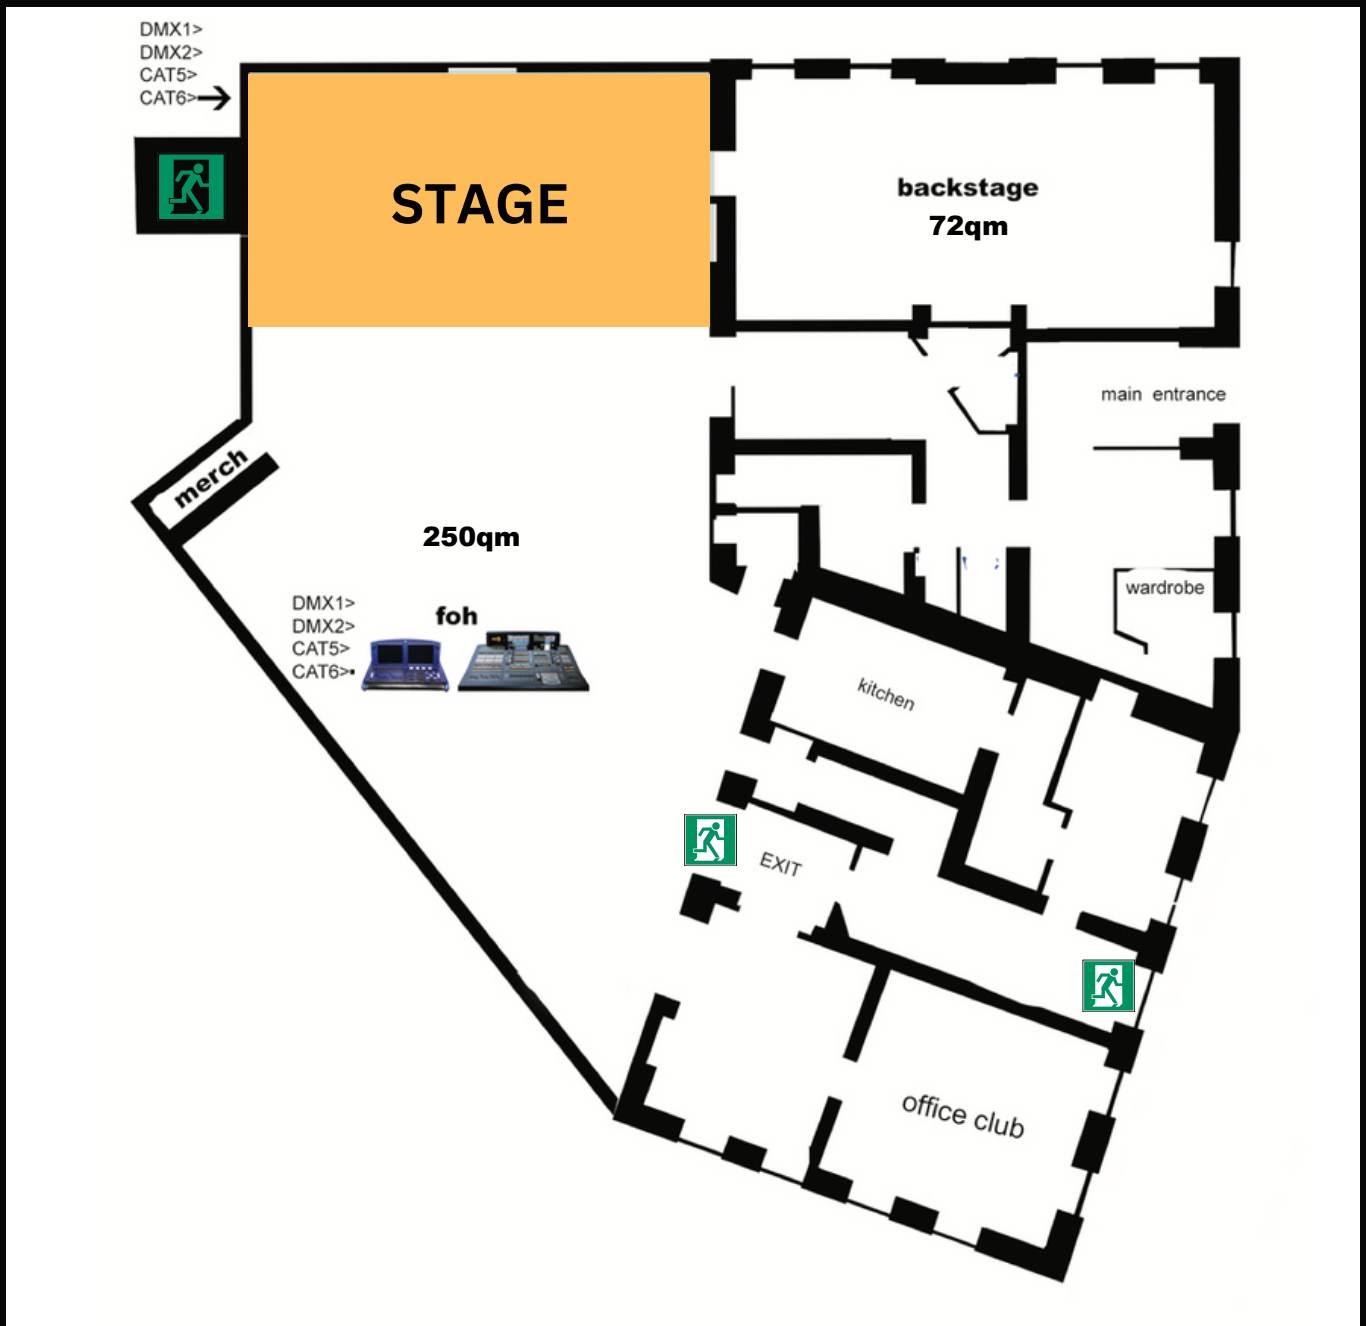 DMX1>
DMX2>
CAT5>
CAT6>
STAGE
backstage
72qm
main entrance
merch
250qm
DMX1>
DMX2>
CAT5>
CAT6>
foh
wardrobe
kitchen
EXIT
office club